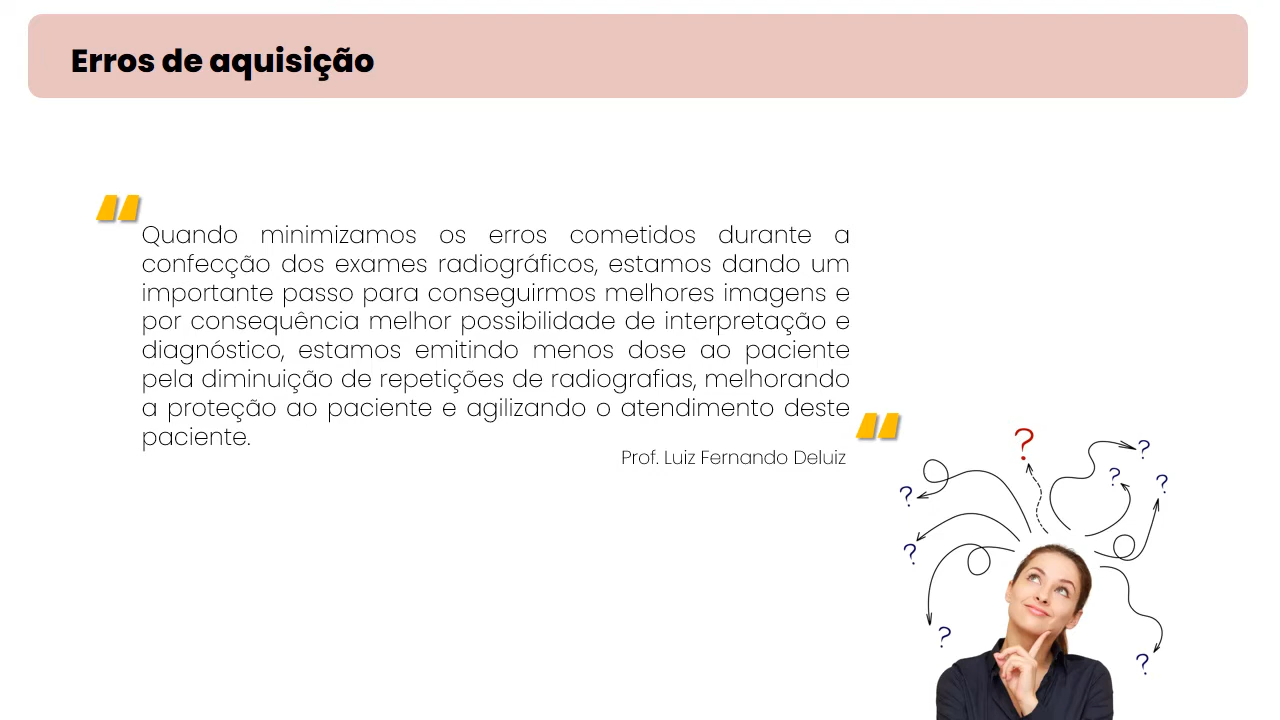 Erros de aquisição
"
Quando minimizamos os erros cometidos durante a
confecção dos exames radiográficos, estamos dando um
importante passo para conseguirmos melhores imagens e
por consequência melhor possibilidade de interpretação e
diagnóstico, estamos emitindo menos dose ao paciente
pela diminuição de repetições de radiografias, melhorando
a proteção ao paciente e agilizando o atendimento deste
paciente.
"
Prof. Luiz Fernando Deluiz
?
?
?
?
?
?
?
?
?